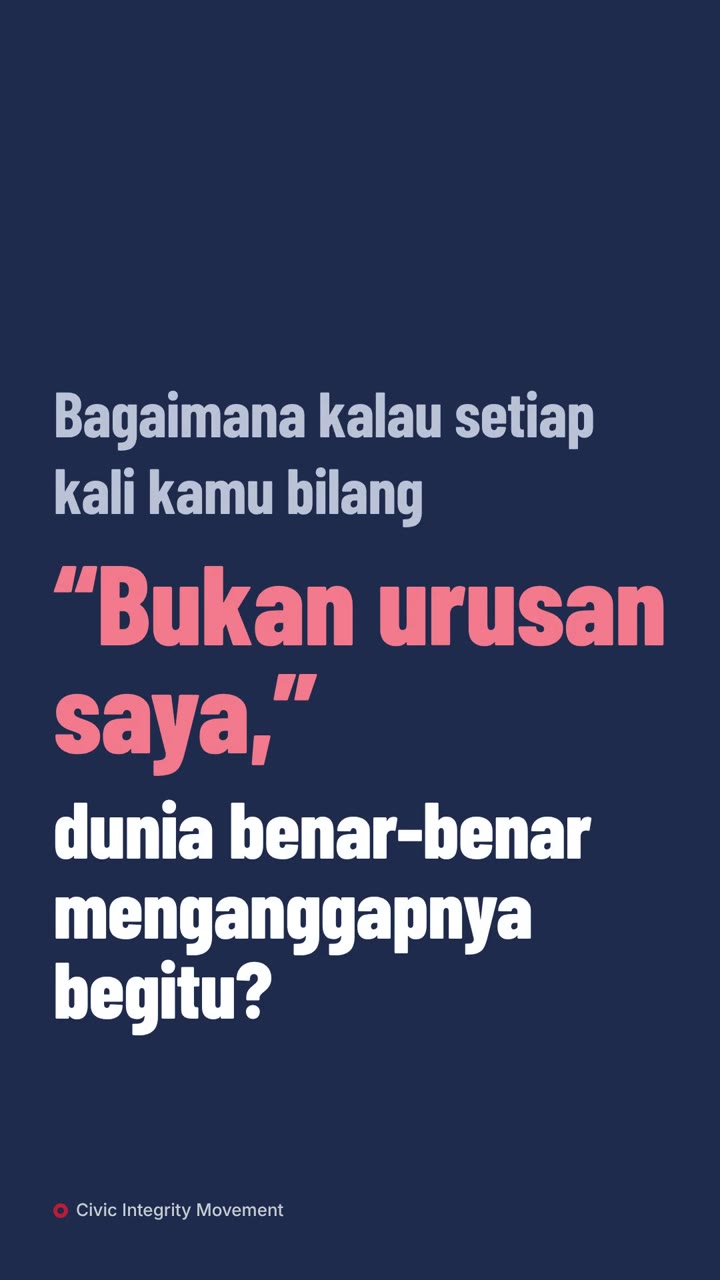 Bagaimana kalau setiap
kali kamu bilang
“Bukan urusan
saya,”
dunia benar-benar
menganggapnya
begitu?
Civic Integrity Movement